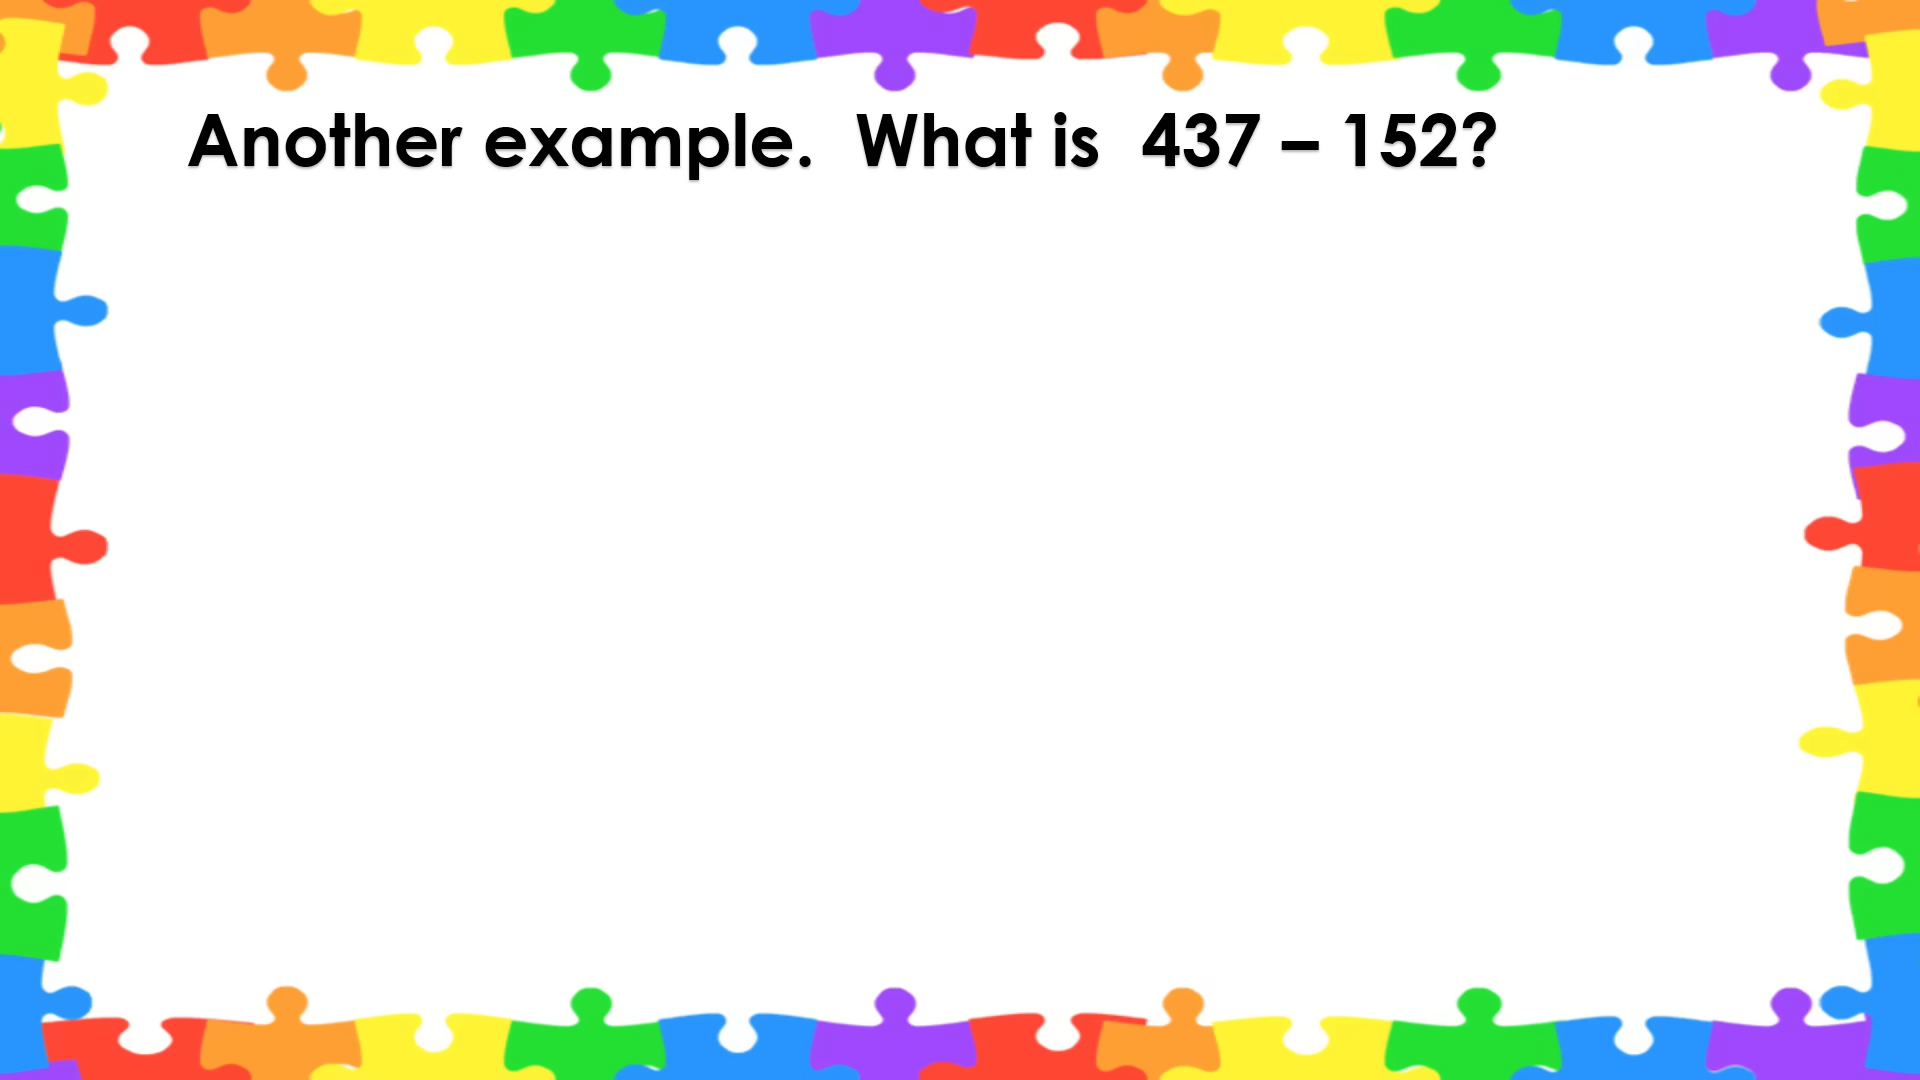 Another example.  What is  437 – 152?